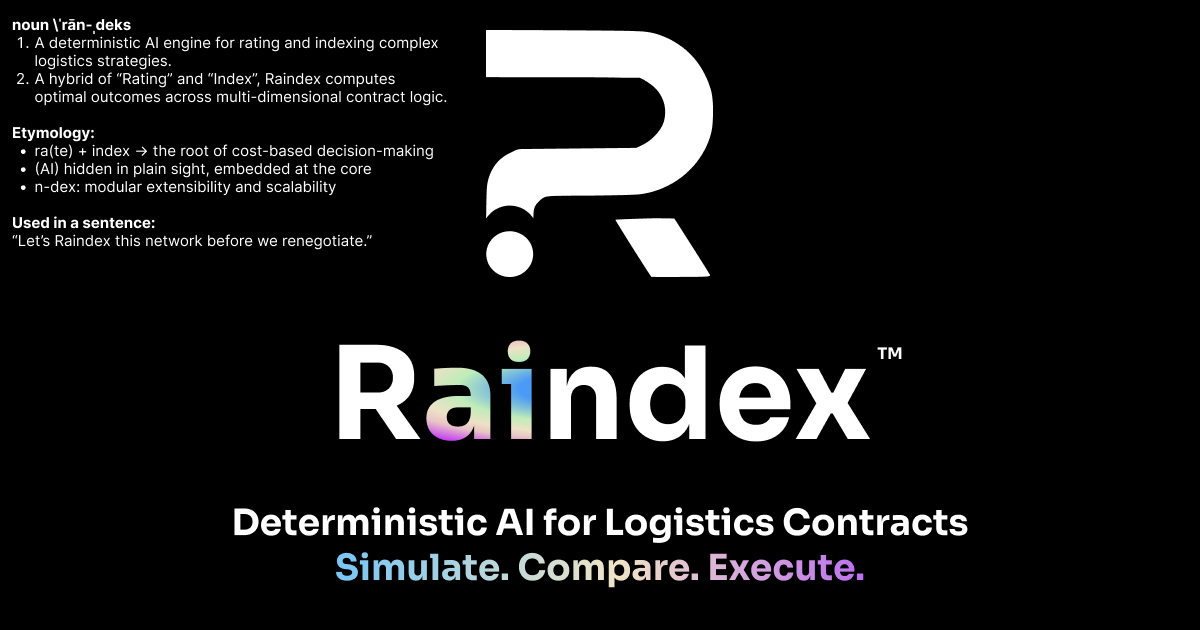 noun \ˈrān-ˌdeks
1. A deterministic AI engine for rating and indexing complex
logistics strategies.
2. A hybrid of “Rating” and “Index”, Raindex computes
optimal outcomes across multi-dimensional contract logic.
Etymology:
• ra(te) + index → the root of cost-based decision-making
• (AI) hidden in plain sight, embedded at the core
• n-dex: modular extensibility and scalability
Used in a sentence:
“Let’s Raindex this network before we renegotiate.”
Raindex™
Deterministic AI for Logistics Contracts
Simulate. Compare. Execute.